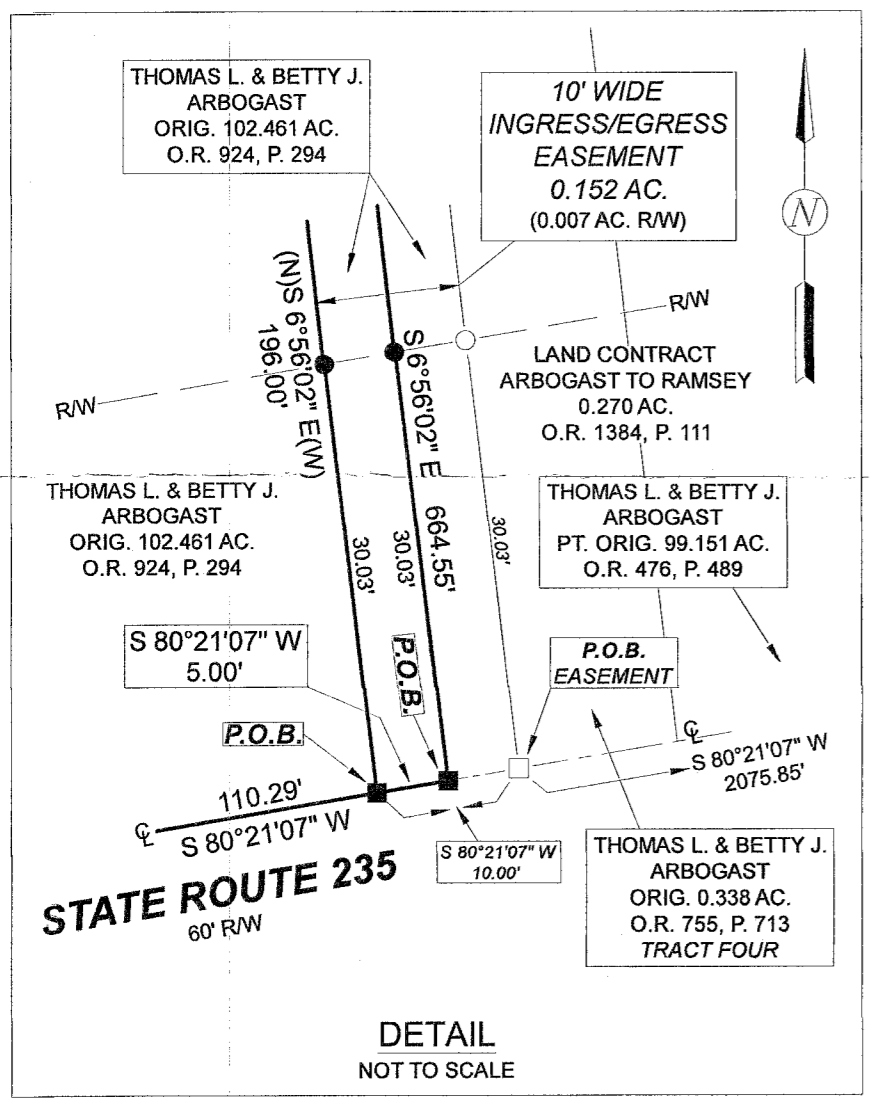 THOMAS L. & BETTY J.
ARBOGAST
ORIG. 102.461 AC.
O.R. 924, P. 294
10' WIDE
INGRESS/EGRESS
EASEMENT
0.152 AC.
(0.007 AC. R/W)
N
R/W
(N)S 6°56'02" E(W)
196.00'
S 6°56'02" E 664.55'
LAND CONTRACT
ARBOGAST TO RAMSEY
0.270 AC.
O.R. 1384, P. 111
R/W
THOMAS L. & BETTY J.
ARBOGAST
ORIG. 102.461 AC.
O.R. 924, P. 294
30.03'
30.03'
30.03'
THOMAS L. & BETTY J.
ARBOGAST
PT. ORIG. 99.151 AC.
O.R. 476, P. 489
S 80°21'07" W
5.00'
P.O.B.
P.O.B.
EASEMENT
P.O.B.
℄
S 80°21'07" W
2075.85'
110.29'
℄
S 80°21'07" W
S 80°21'07" W
10.00'
STATE ROUTE 235
60' R/W
THOMAS L. & BETTY J.
ARBOGAST
ORIG. 0.338 AC.
O.R. 755, P. 713
TRACT FOUR
DETAIL
NOT TO SCALE